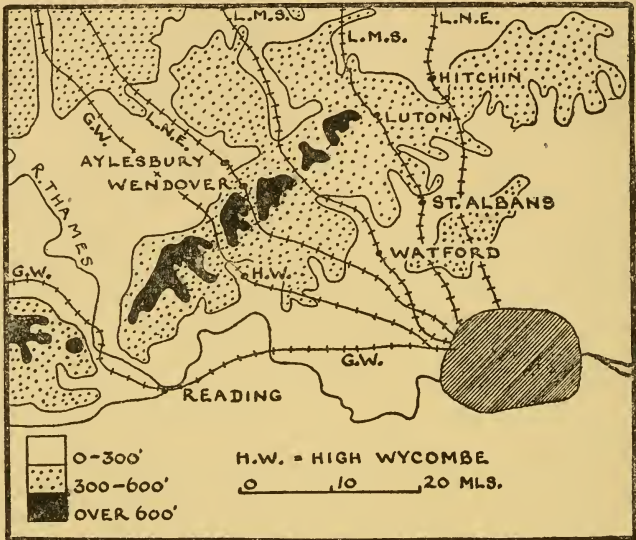 L.M.S.
L.M.S.
L.N.E.
HITCHIN
G.W.
L.N.E.
LUTON
AYLESBURY
WENDOVER
R. THAMES
ST. ALBANS
WATFORD
G.W.
H.W.
G.W.
READING
0-300'
300-600'
OVER 600'
H.W. = HIGH WYCOMBE
0 10 20 MLS.